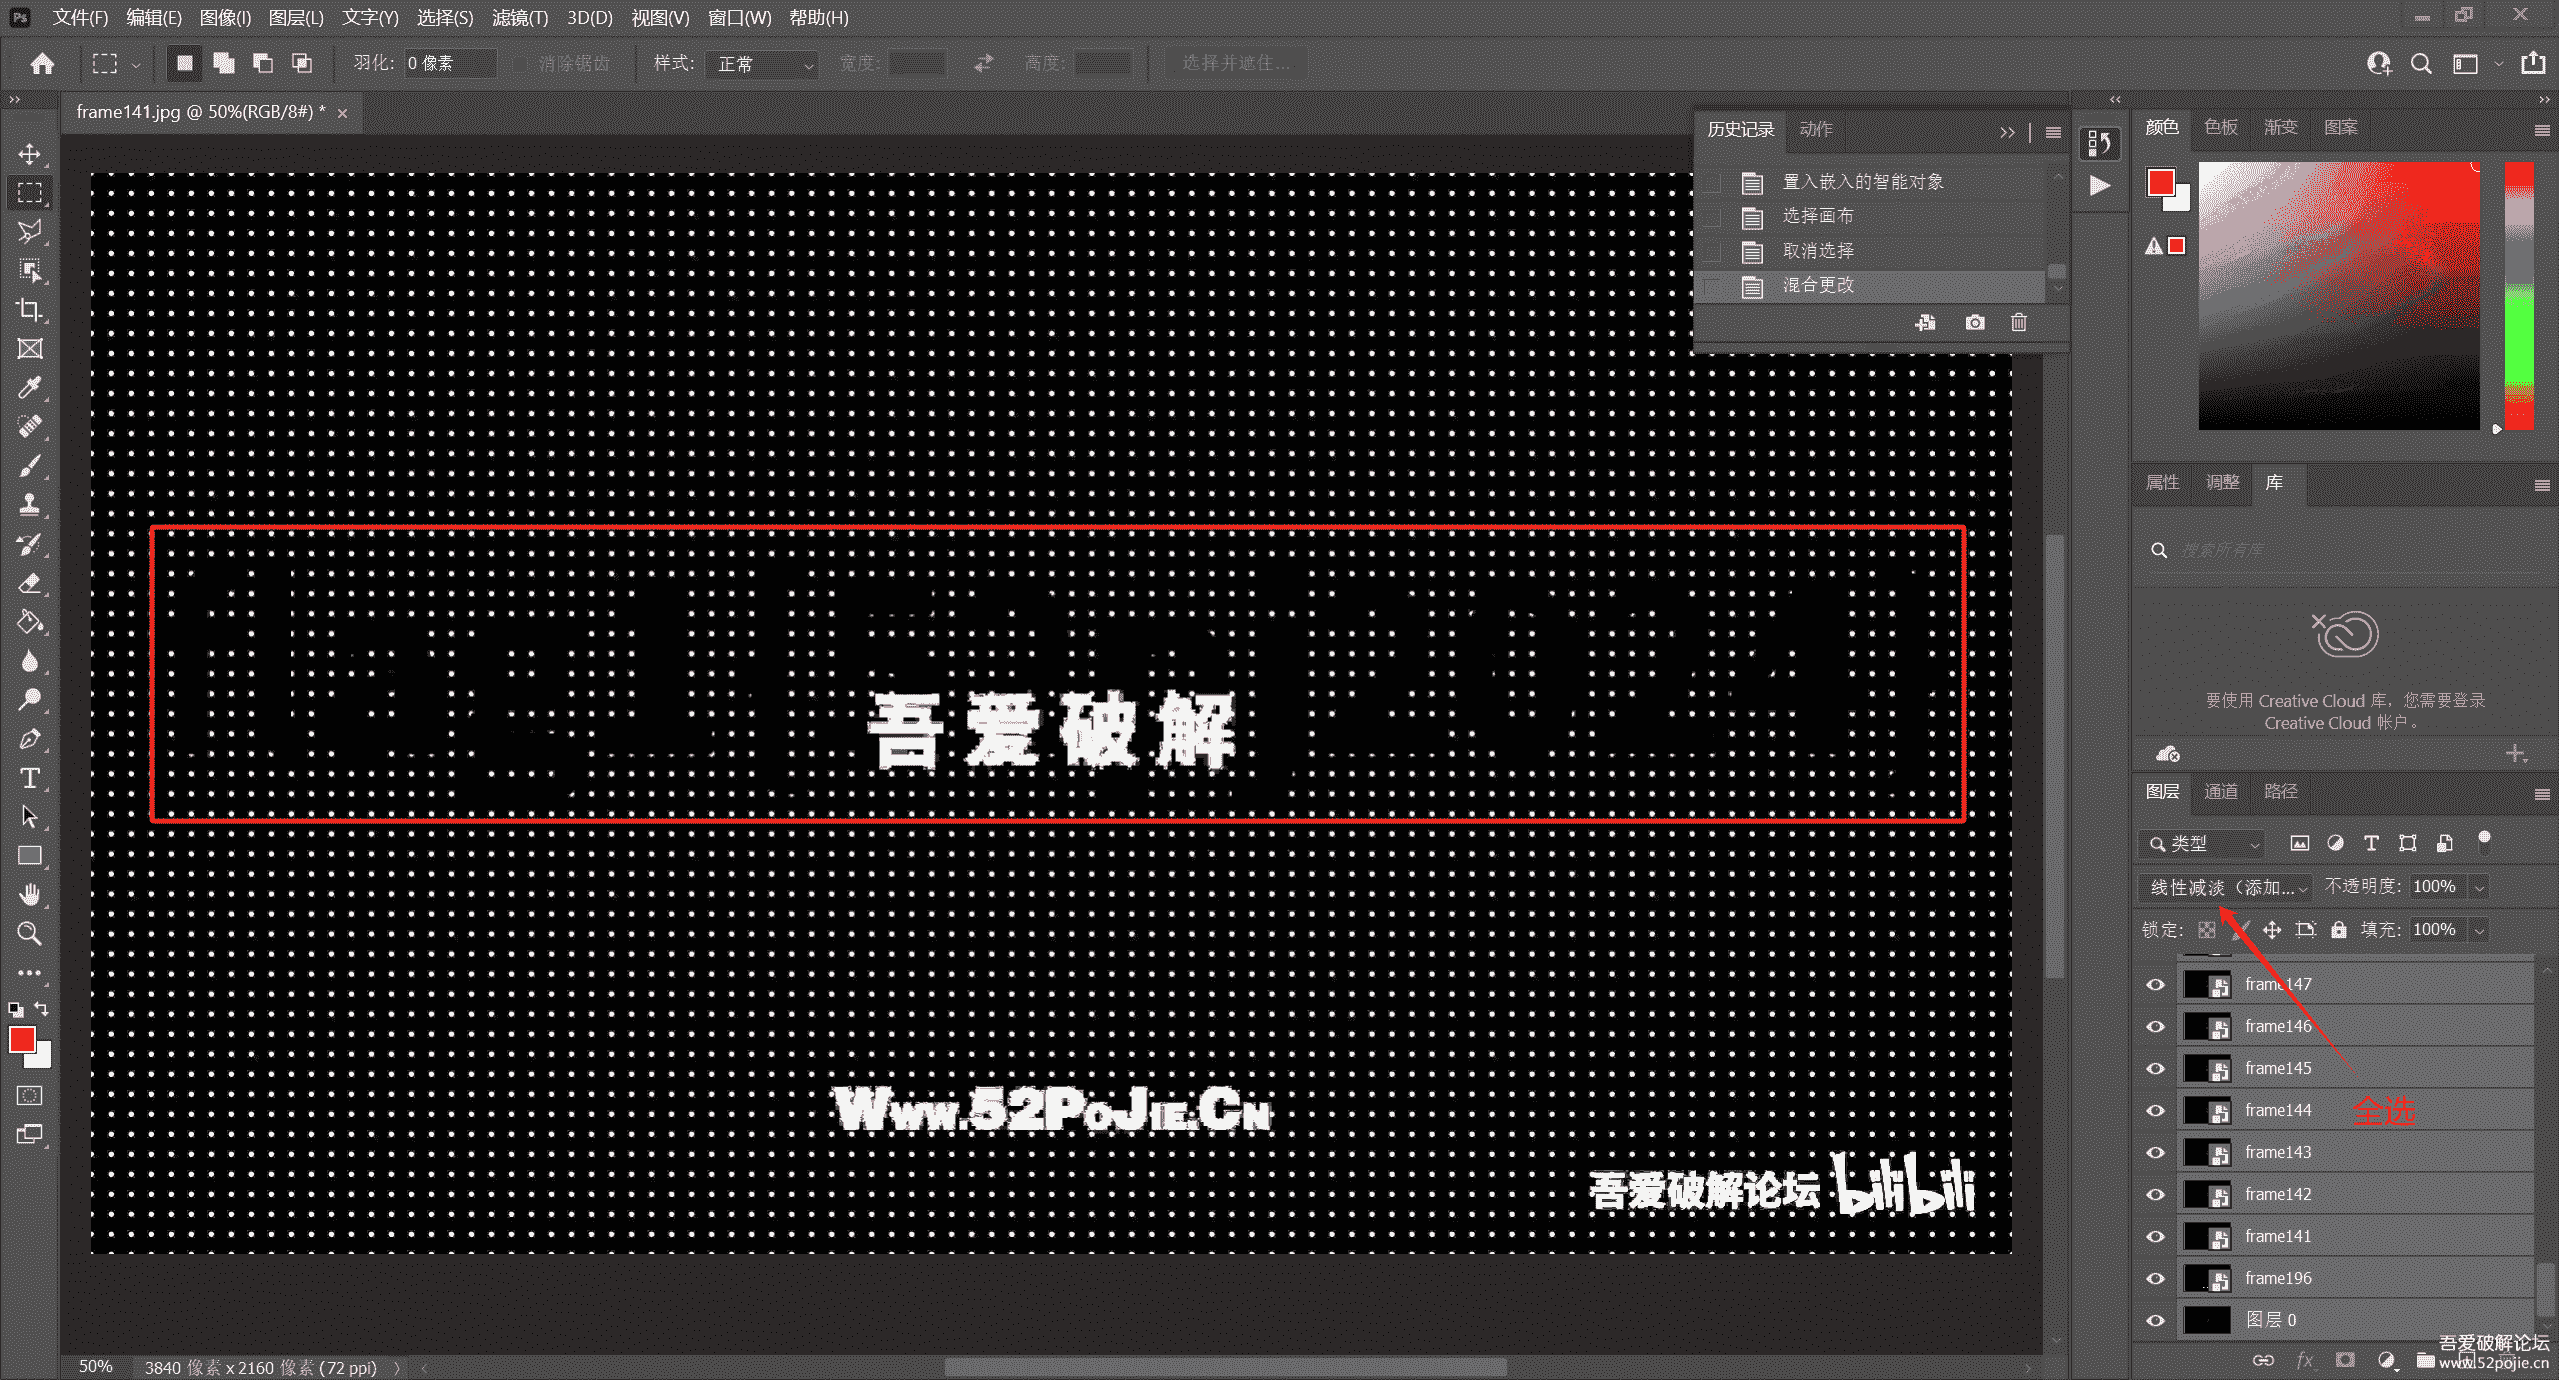 Ps 文件(F) 编辑(E) 图像(I) 图层(L) 文字(Y) 选择(S) 滤镜(T) 3D(D) 视图(V) 窗口(W) 帮助(H)
羽化: 0 像素 消除锯齿 样式: 正常 宽度: 高度: 选择并遮住...
frame141.jpg @ 50%(RGB/8#) * ×
历史记录 动作
置入嵌入的智能对象
选择画布
取消选择
混合更改
颜色 色板 渐变 图案
属性 调整 库
搜索所有库
要使用 Creative Cloud 库，您需要登录
Creative Cloud 帐户。
吾爱破解
Www.52PoJie.Cn
吾爱破解论坛 bilibili
图层 通道 路径
类型
线性减淡（添加... 不透明度: 100%
锁定: 填充: 100%
frame147
frame146
frame145
frame144
全选
frame143
frame142
frame141
frame196
图层 0
50% 3840 像素 x 2160 像素 (72 ppi)
吾爱破解论坛
www.52pojie.cn